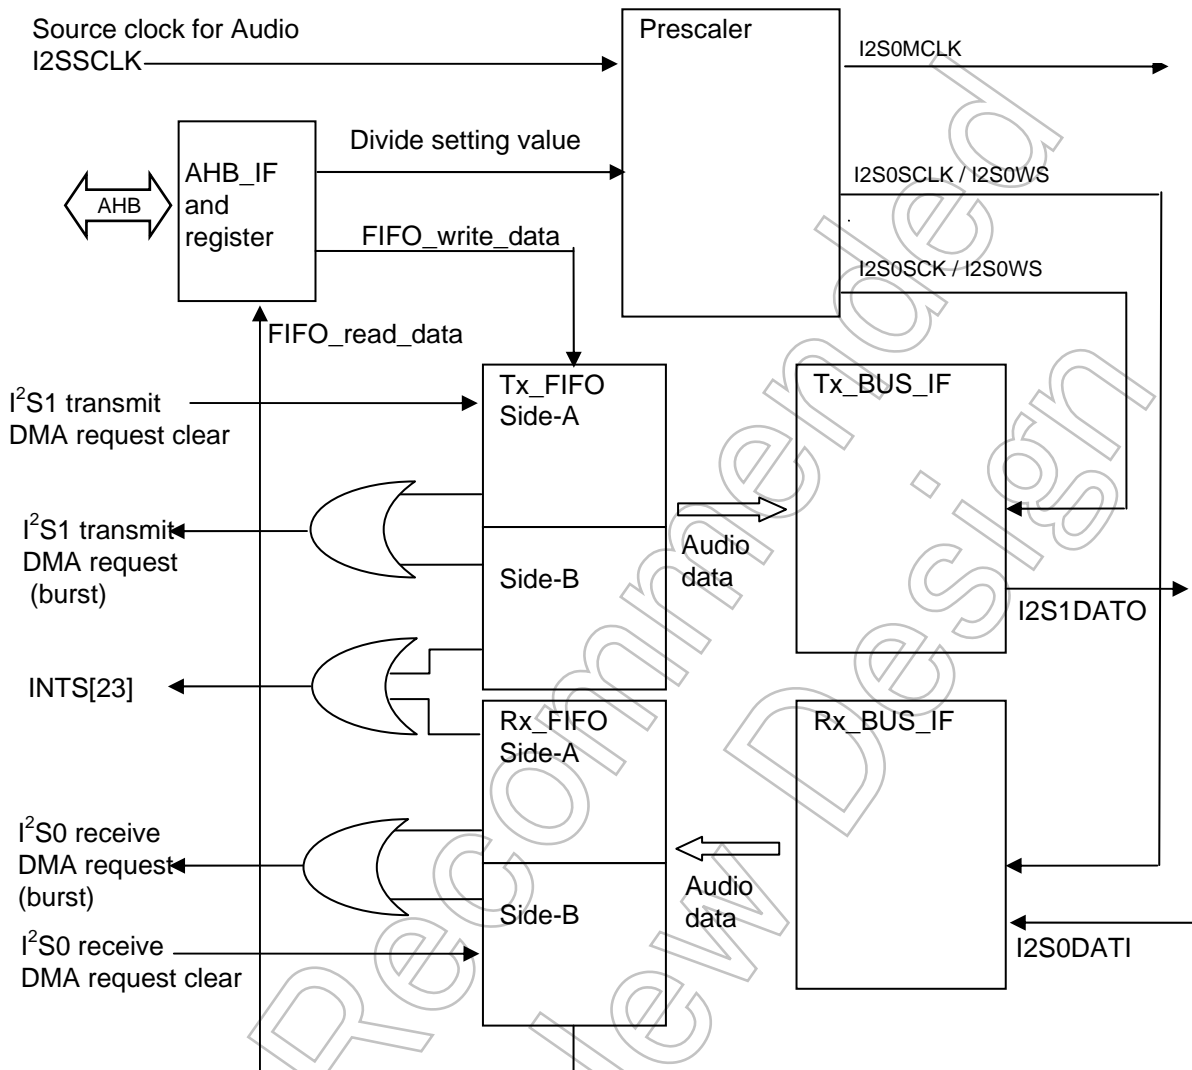 Source clock for Audio
I2SSCLK
Prescaler
I2S0MCLK
Divide setting value
AHB_IF
and
register
AHB
I2S0SCLK / I2S0WS
FIFO_write_data
I2S0SCK / I2S0WS
FIFO_read_data
I²S1 transmit
DMA request clear
Tx_FIFO
Side-A
Tx_BUS_IF
I²S1 transmit
DMA request
(burst)
Audio
data
Side-B
I2S1DATO
INTS[23]
Rx_FIFO
Side-A
Rx_BUS_IF
I²S0 receive
DMA request
(burst)
Audio
data
Side-B
I²S0 receive
DMA request clear
I2S0DATI
Recommended
ew Design